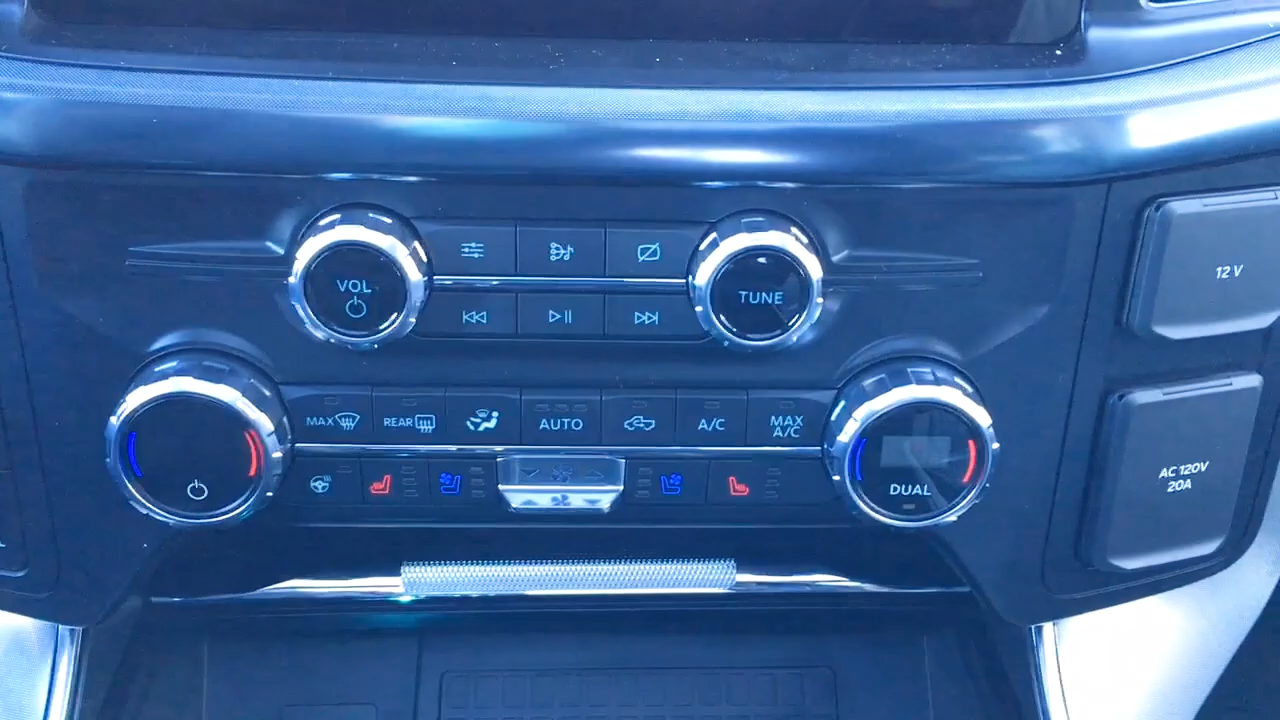 VOL
TUNE
12 V
MAX
REAR
AUTO
A/C
MAX
A/C
AC 120V
20A
DUAL